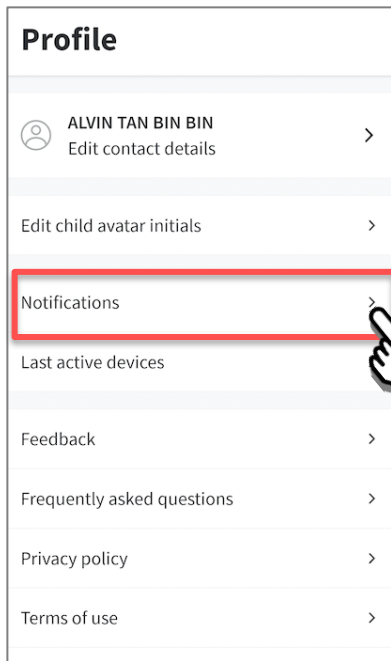 Profile
ALVIN TAN BIN BIN
Edit contact details
Edit child avatar initials
Notifications
Last active devices
Feedback
Frequently asked questions
Privacy policy
Terms of use